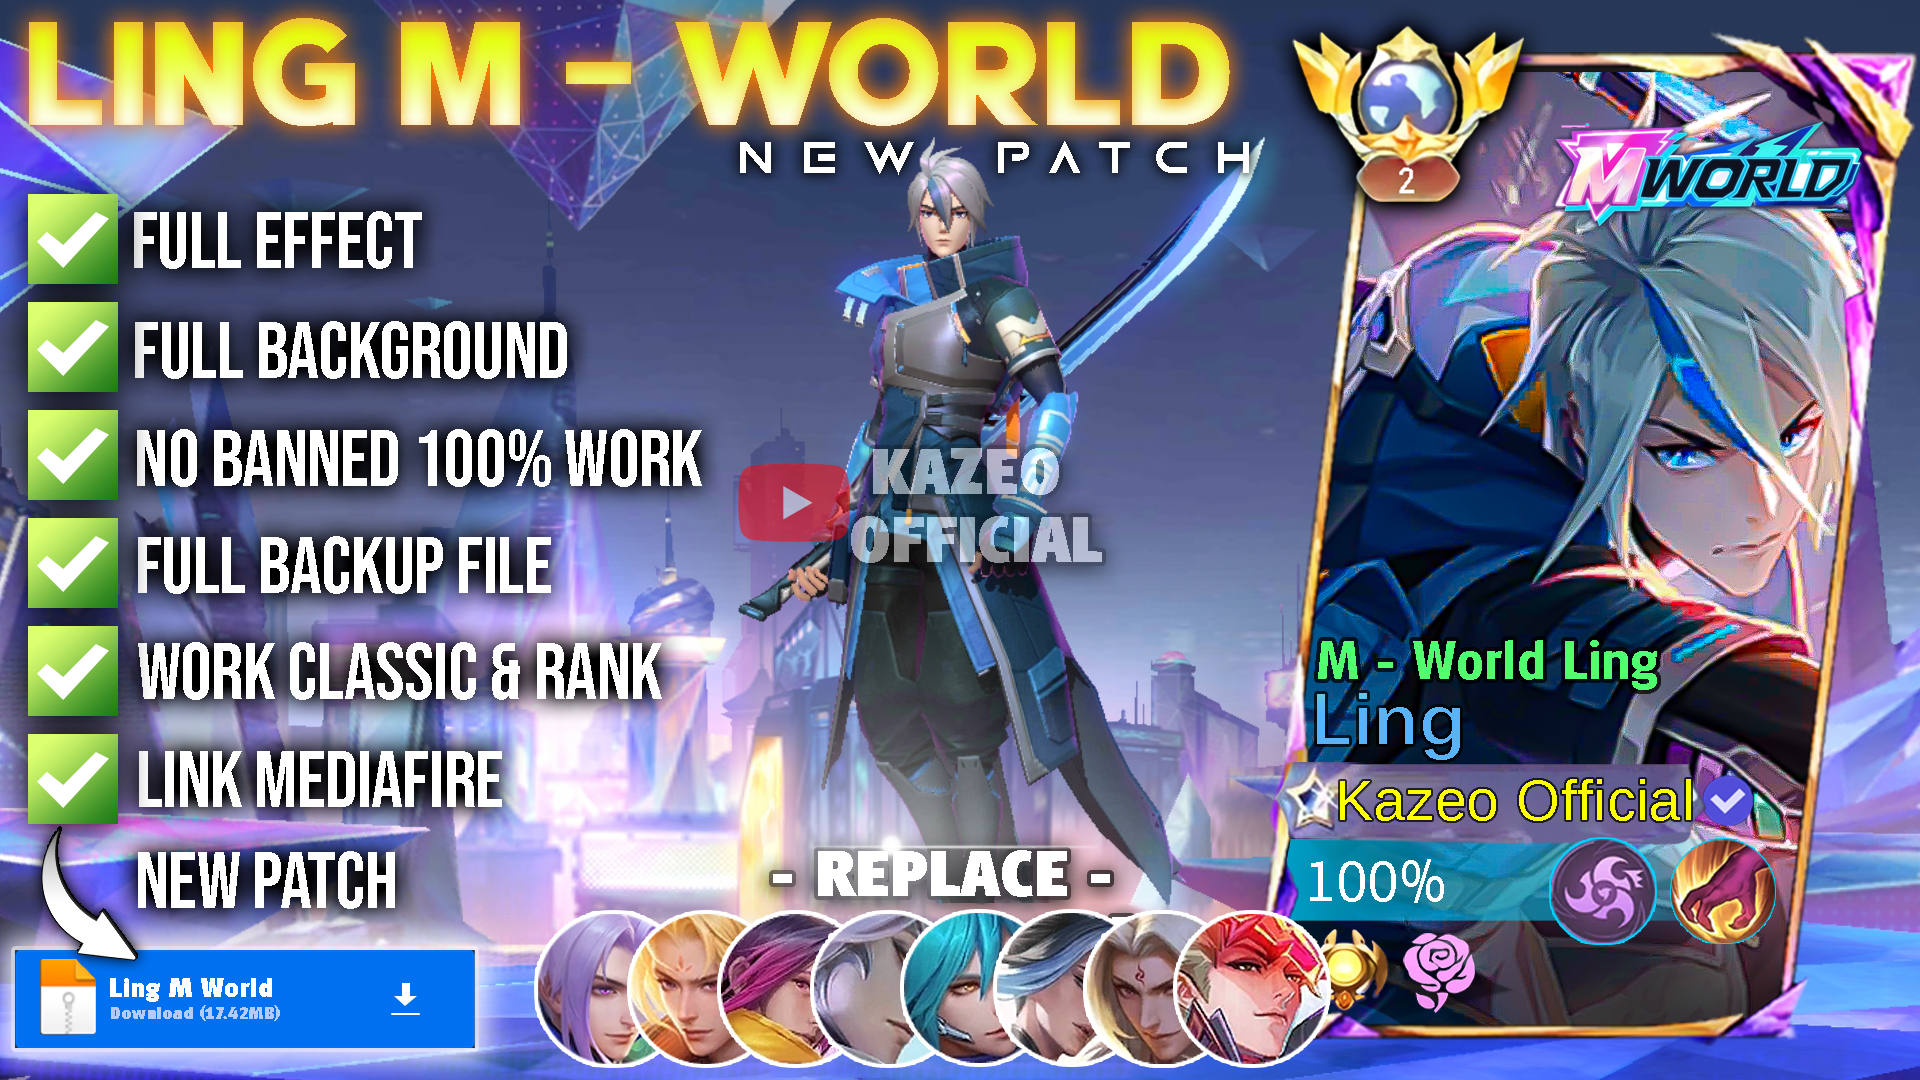 LING M - WORLD
NEW PATCH
FULL EFFECT
FULL BACKGROUND
NO BANNED 100% WORK
FULL BACKUP FILE
WORK CLASSIC & RANK
LINK MEDIAFIRE
NEW PATCH
Ling M World
Download (17.42MB)
KAZEO
OFFICIAL
- REPLACE -
2
MWORLD
M - World Ling
Ling
Kazeo Official
100%